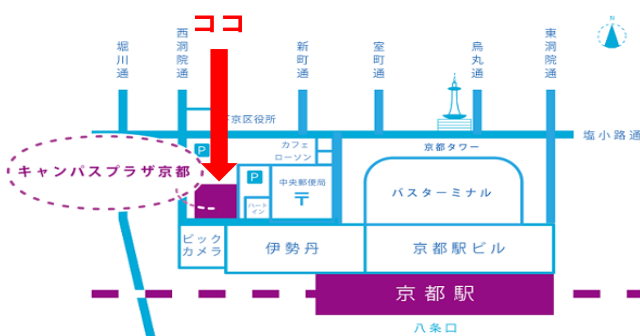 ココ
N
堀川通
西洞院通
新町通
室町通
烏丸通
東洞院通
下京区役所
塩小路通
P
カフェ
ローソン
京都タワー
キャンパスプラザ京都
P
中央郵便局
〒
バスターミナル
ハート
イン
ビック
カメラ
伊勢丹
京都駅ビル
京都駅
八条口